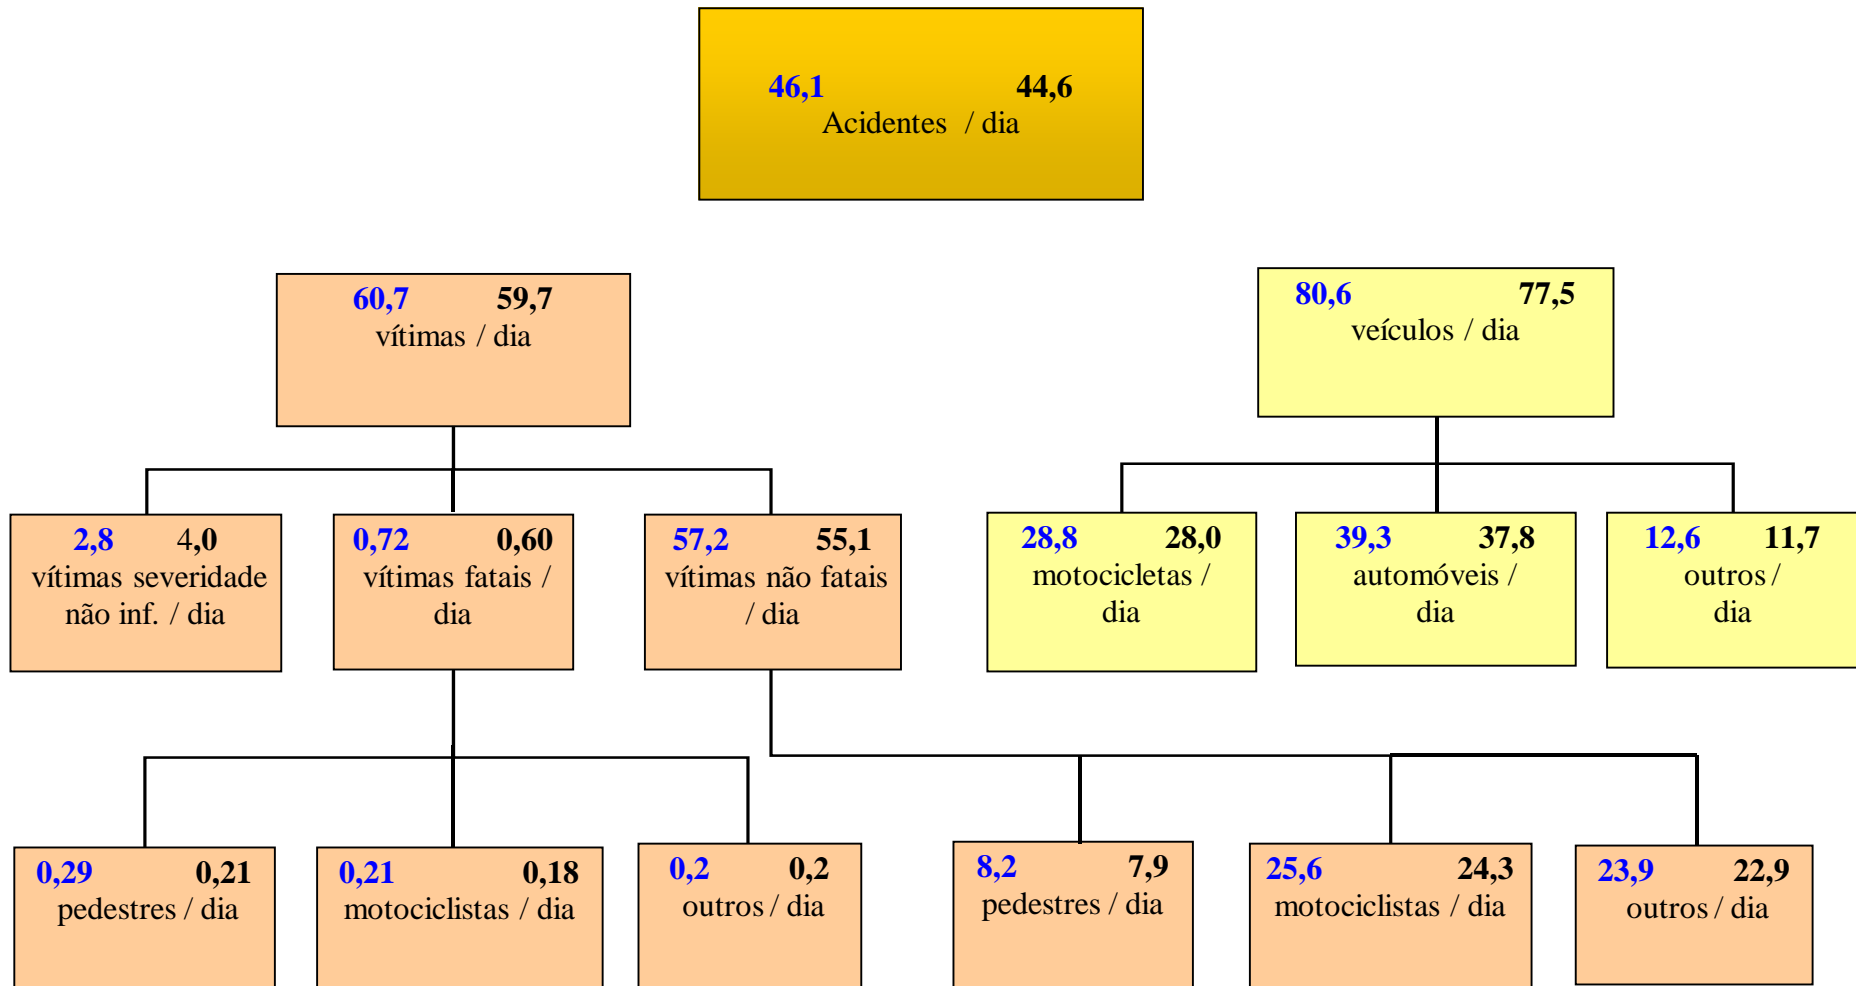 46,1 44,6
Acidentes / dia
60,7 59,7
vítimas / dia
80,6 77,5
veículos / dia
2,8 4,0
vítimas severidade
não inf. / dia
0,72 0,60
vítimas fatais /
dia
57,2 55,1
vítimas não fatais
/ dia
28,8 28,0
motocicletas /
dia
39,3 37,8
automóveis /
dia
12,6 11,7
outros /
dia
0,29 0,21
pedestres / dia
0,21 0,18
motociclistas / dia
0,2 0,2
outros / dia
8,2 7,9
pedestres / dia
25,6 24,3
motociclistas / dia
23,9 22,9
outros / dia